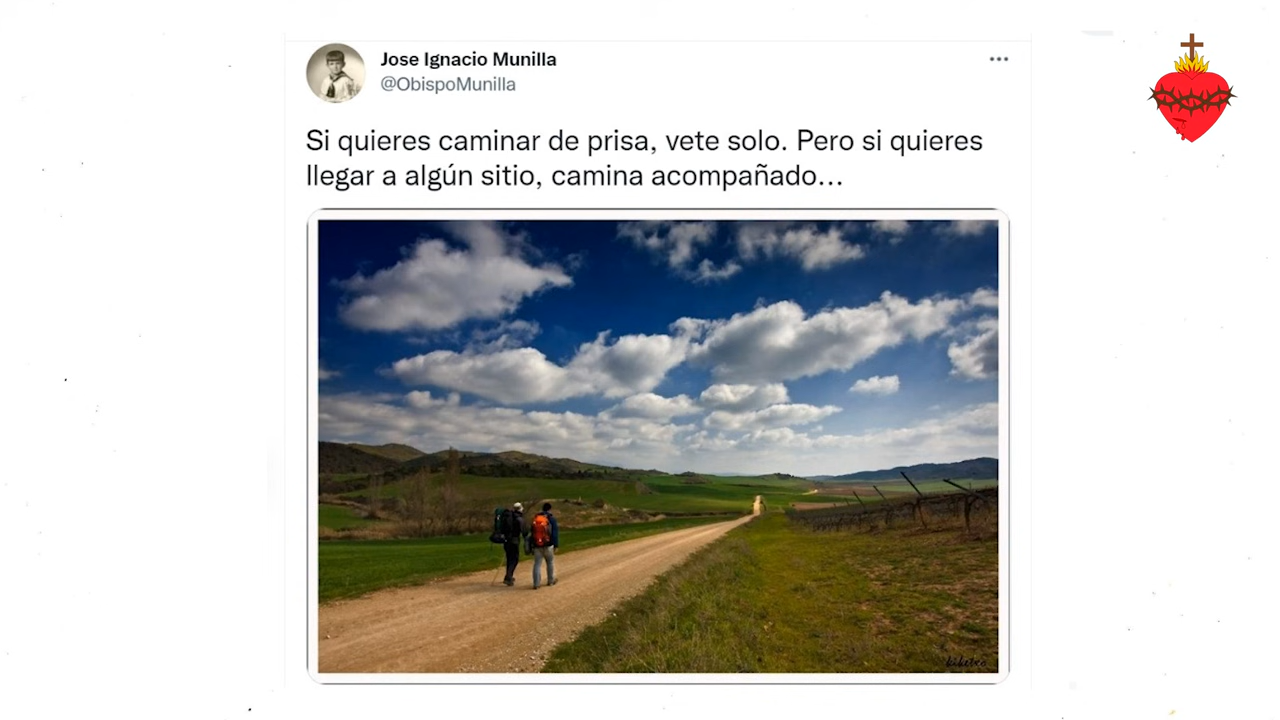 Jose Ignacio Munilla
@ObispoMunilla
Si quieres caminar de prisa, vete solo. Pero si quieres
llegar a algún sitio, camina acompañado...
kiketxo